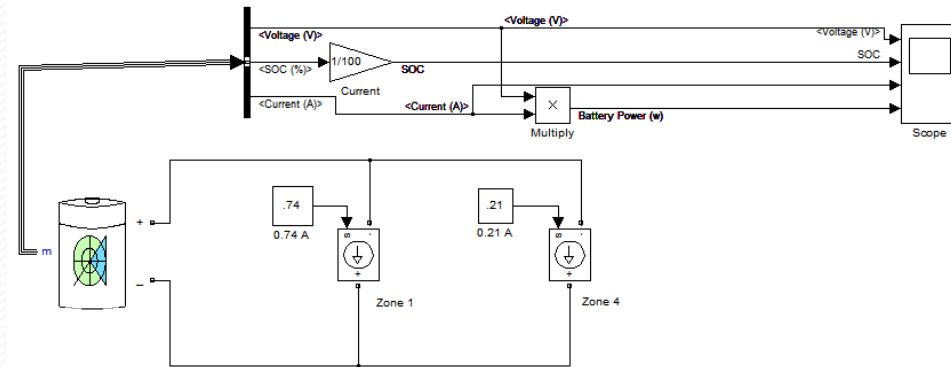 <Voltage (V)>
<Voltage (V)>
<Voltage (V)>
<SOC (%)>
1/100
SOC
SOC
Current
<Current (A)>
<Current (A)>
×
Multiply
Battery Power (w)
Scope
m
+
_
.74
0.74 A
s
-
+
Zone 1
.21
0.21 A
s
-
+
Zone 4